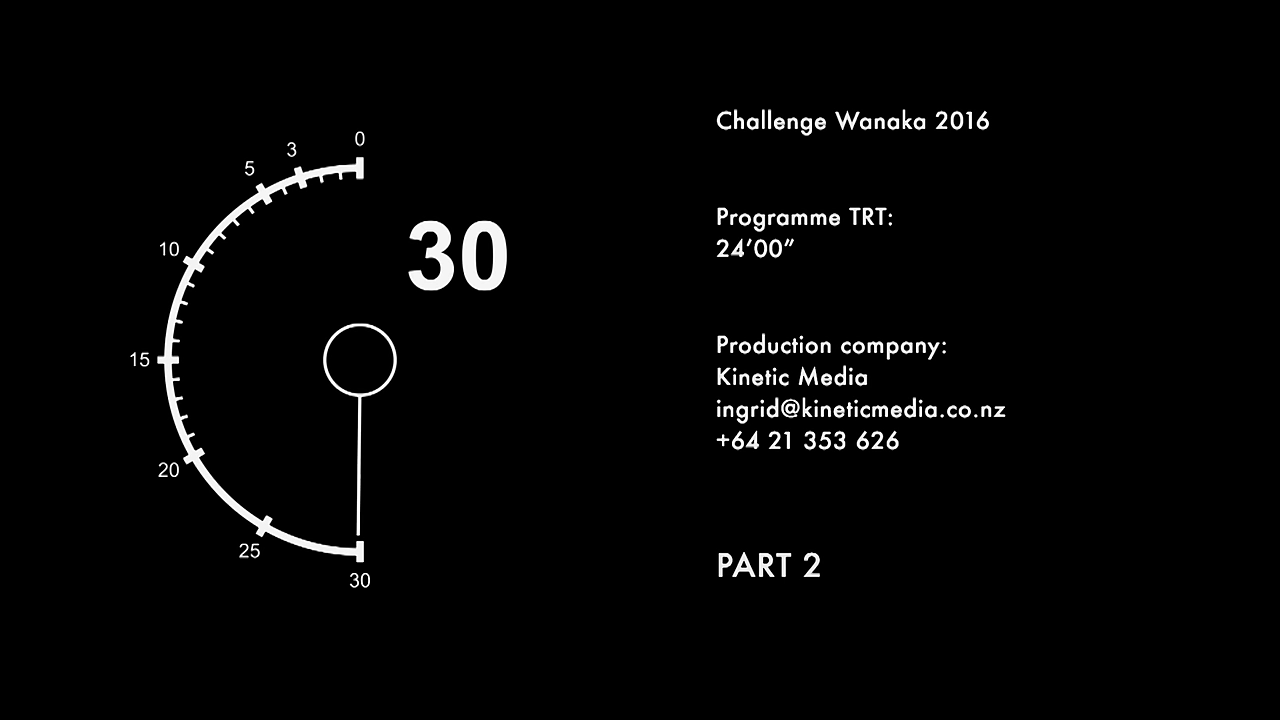 0
3
5
10
15
20
25
30
30
Challenge Wanaka 2016
Programme TRT:
24’00”
Production company:
Kinetic Media
ingrid@kineticmedia.co.nz
+64 21 353 626
PART 2